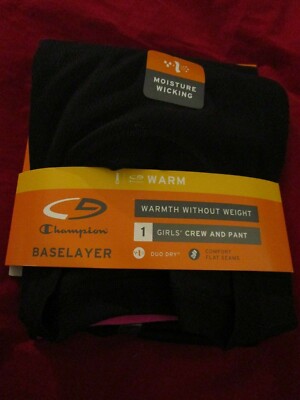 MOISTURE
WICKING
WARM
WARMTH WITHOUT WEIGHT
Champion
1 GIRLS' CREW AND PANT
BASELAYER
DUO DRY
COMFORT
FLAT SEAMS